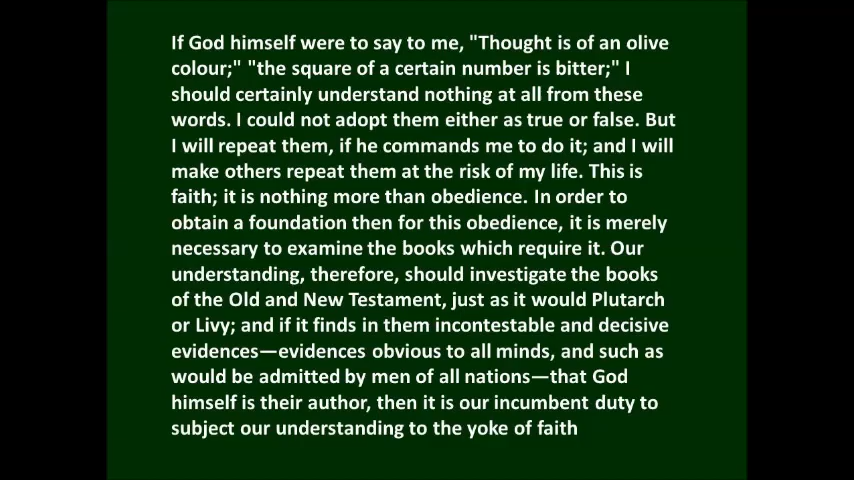 If God himself were to say to me, "Thought is of an olive
colour;" "the square of a certain number is bitter;" I
should certainly understand nothing at all from these
words. I could not adopt them either as true or false. But
I will repeat them, if he commands me to do it; and I will
make others repeat them at the risk of my life. This is
faith; it is nothing more than obedience. In order to
obtain a foundation then for this obedience, it is merely
necessary to examine the books which require it. Our
understanding, therefore, should investigate the books
of the Old and New Testament, just as it would Plutarch
or Livy; and if it finds in them incontestable and decisive
evidences—evidences obvious to all minds, and such as
would be admitted by men of all nations—that God
himself is their author, then it is our incumbent duty to
subject our understanding to the yoke of faith